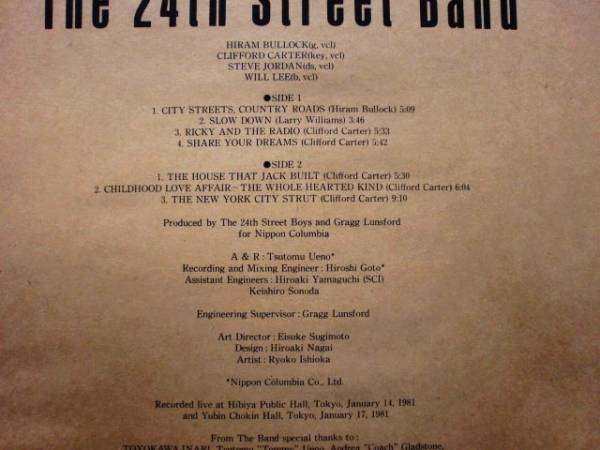 The 24th Street Band
HIRAM BULLOCK(g, vcl)
CLIFFORD CARTER(key, vcl)
STEVE JORDAN(ds, vcl)
WILL LEE(b, vcl)
●SIDE 1
1. CITY STREETS, COUNTRY ROADS (Hiram Bullock) 5:09
2. SLOW DOWN (Larry Williams) 3:46
3. RICKY AND THE RADIO (Clifford Carter) 5:33
4. SHARE YOUR DREAMS (Clifford Carter) 5:42
●SIDE 2
1. THE HOUSE THAT JACK BUILT (Clifford Carter) 5:30
2. CHILDHOOD LOVE AFFAIR~THE WHOLE-HEARTED KIND (Clifford Carter) 6:04
3. THE NEW YORK CITY STRUT (Clifford Carter) 9:10
Produced by The 24th Street Boys and Gragg Lunsford
for Nippon Columbia
A & R : Tsutomu Ueno*
Recording and Mixing Engineer : Hiroshi Goto*
Assistant Engineers : Hiroaki Yamaguchi (SCI)
Keishiro Sonoda
Engineering Supervisor : Gragg Lunsford
Art Director : Eisuke Sugimoto
Design : Hiroaki Nagai
Artist : Ryoko Ishioka
*Nippon Columbia Co., Ltd.
Recorded live at Hibiya Public Hall, Tokyo, January 14, 1981
and Yubin Chokin Hall, Tokyo, January 17, 1981
From The Band special thanks to :
TOYOKAWA INARI, Tsutomu "Tommy" Ueno, Andrea "Coach" Gladstone,